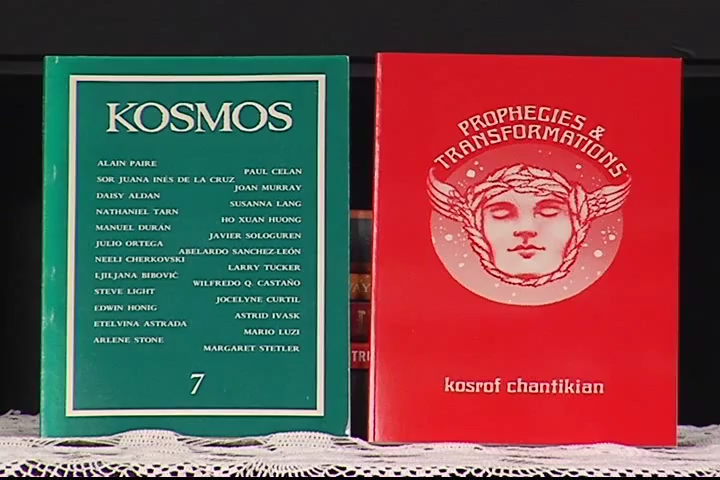 KOSMOS
ALAIN PAIRE
PAUL CELAN
SOR JUANA INÉS DE LA CRUZ
JOAN MURRAY
DAISY ALDAN
SUSANNA LANG
NATHANIEL TARN
HO XUAN HUONG
MANUEL DURÁN
JAVIER SOLOGUREN
JULIO ORTEGA
ABELARDO SANCHEZ-LEÓN
NEELI CHERKOVSKI
LARRY TUCKER
LJILJANA BIBOVIĆ
WILFREDO Q. CASTAÑO
STEVE LIGHT
JOCELYNE CURTIL
EDWIN HONIG
ASTRID IVASK
ETELVINA ASTRADA
MARIO LUZI
ARLENE STONE
MARGARET STETLER
7
PROPHECIES &
TRANSFORMATIONS
kosrof chantikian